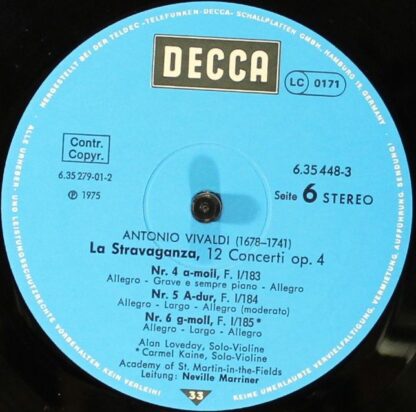 HERGESTELLT BEI DER TELDEC »TELEFUNKEN-DECCA« SCHALLPLATTEN GMBH, HAMBURG 19, GERMANY
DECCA
LC 0171
Contr.
Copyr.
6.35 279-01-2
℗ 1975
6.35 448-3
Seite 6 STEREO
ANTONIO VIVALDI (1678–1741)
La Stravaganza, 12 Concerti op. 4
Nr. 4 a-moll, F. I/183
Allegro - Grave e sempre piano - Allegro
Nr. 5 A-dur, F. I/184
Allegro - Largo - Allegro (moderato)
Nr. 6 g-moll, F. I/185*
Allegro - Largo - Allegro
Alan Loveday, Solo-Violine
*Carmel Kaine, Solo-Violine
Academy of St. Martin-in-the-Fields
Leitung: Neville Marriner
33
ALLE URHEBER- UND LEISTUNGSSCHUTZRECHTE VORBEHALTEN KEIN VERLEIH!
KEINE UNERLAUBTE VERVIELFÄLTIGUNG, VERMIETUNG, AUFFÜHRUNG, SENDUNG!